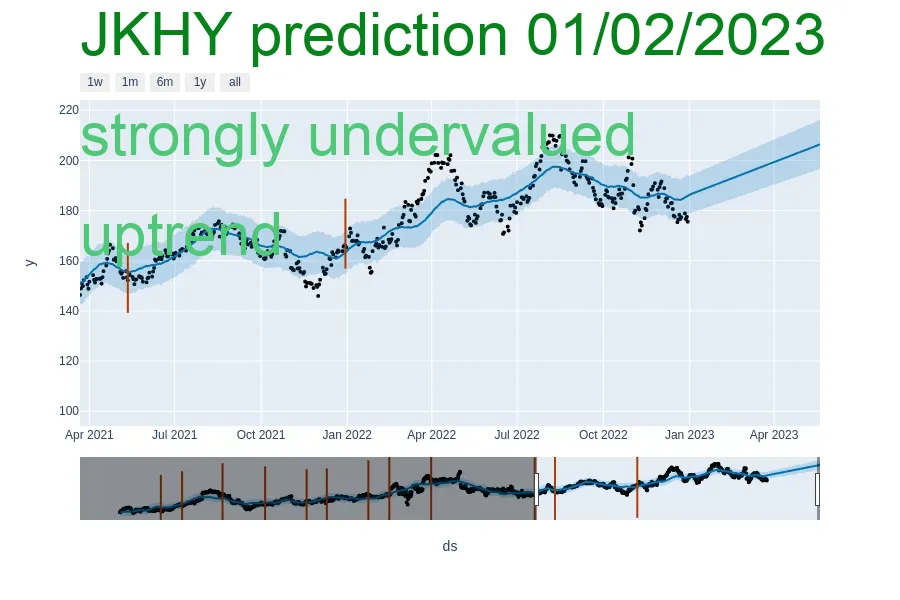 JKHY prediction 01/02/2023
1w 1m 6m 1y all
strongly undervalued
uptrend
220
200
180
160
140
120
100
y
Apr 2021 Jul 2021 Oct 2021 Jan 2022 Apr 2022 Jul 2022 Oct 2022 Jan 2023 Apr 2023
ds